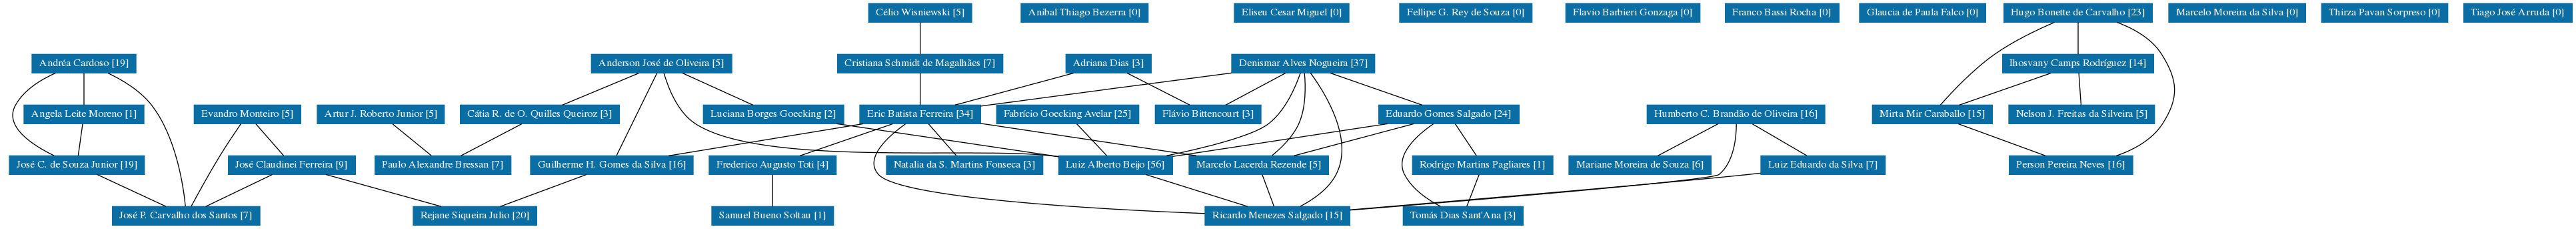 Célio Wisniewski [5]
Anibal Thiago Bezerra [0]
Eliseu Cesar Miguel [0]
Fellipe G. Rey de Souza [0]
Flavio Barbieri Gonzaga [0]
Franco Bassi Rocha [0]
Glaucia de Paula Falco [0]
Hugo Bonette de Carvalho [23]
Marcelo Moreira da Silva [0]
Thirza Pavan Sorpreso [0]
Tiago José Arruda [0]
Andréa Cardoso [19]
Anderson José de Oliveira [5]
Cristiana Schmidt de Magalhães [7]
Adriana Dias [3]
Denismar Alves Nogueira [37]
Ihosvany Camps Rodríguez [14]
Angela Leite Moreno [1]
Evandro Monteiro [5]
Artur J. Roberto Junior [5]
Cátia R. de O. Quilles Queiroz [3]
Luciana Borges Goecking [2]
Eric Batista Ferreira [34]
Fabrício Goecking Avelar [25]
Flávio Bittencourt [3]
Eduardo Gomes Salgado [24]
Humberto C. Brandão de Oliveira [16]
Mirta Mir Caraballo [15]
Nelson J. Freitas da Silveira [5]
José C. de Souza Junior [19]
José Claudinei Ferreira [9]
Paulo Alexandre Bressan [7]
Guilherme H. Gomes da Silva [16]
Frederico Augusto Toti [4]
Natalia da S. Martins Fonseca [3]
Luiz Alberto Beijo [56]
Marcelo Lacerda Rezende [5]
Rodrigo Martins Pagliares [1]
Mariane Moreira de Souza [6]
Luiz Eduardo da Silva [7]
Person Pereira Neves [16]
José P. Carvalho dos Santos [7]
Rejane Siqueira Julio [20]
Samuel Bueno Soltau [1]
Ricardo Menezes Salgado [15]
Tomás Dias Sant'Ana [3]